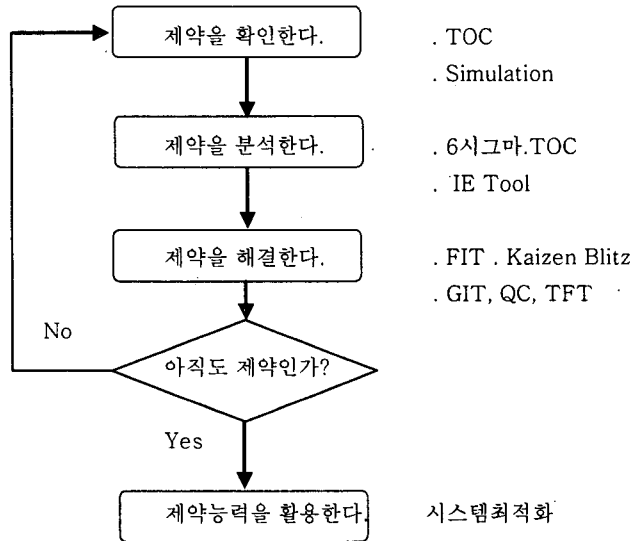 제약을 확인한다.
. TOC
. Simulation
제약을 분석한다.
. 6시그마.TOC
. IE Tool
제약을 해결한다.
. FIT . Kaizen Blitz
. GIT, QC, TFT
No
아직도 제약인가?
Yes
제약능력을 활용한다.
시스템최적화